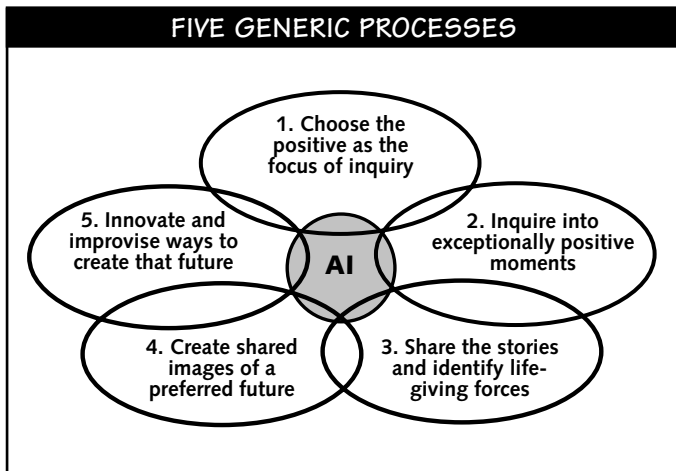 FIVE GENERIC PROCESSES
1. Choose the
positive as the
focus of inquiry
2. Inquire into
exceptionally positive
moments
3. Share the stories
and identify life-
giving forces
4. Create shared
images of a
preferred future
5. Innovate and
improvise ways to
create that future
AI